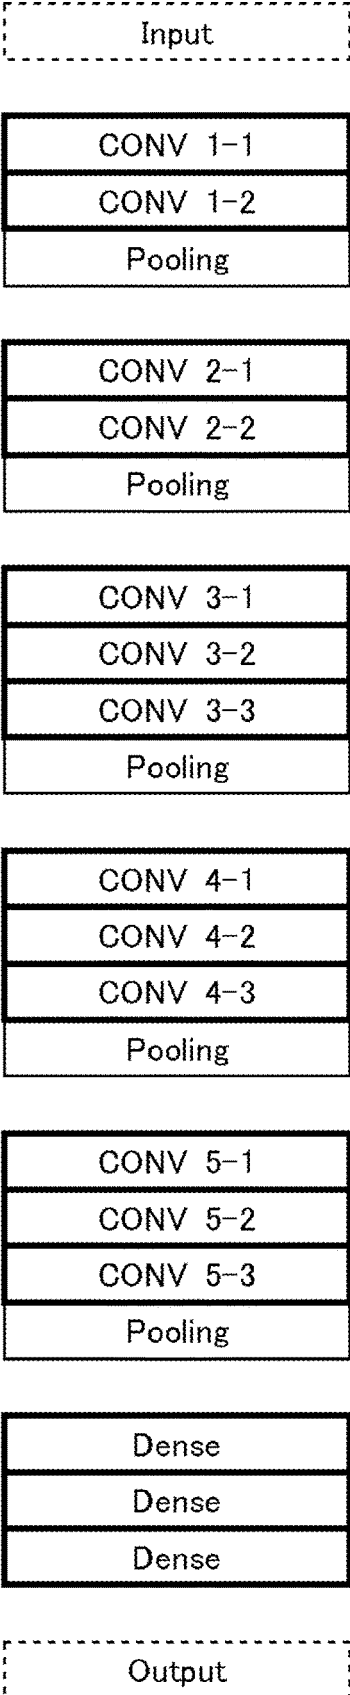 Input
CONV 1-1
CONV 1-2
Pooling
CONV 2-1
CONV 2-2
Pooling
CONV 3-1
CONV 3-2
CONV 3-3
Pooling
CONV 4-1
CONV 4-2
CONV 4-3
Pooling
CONV 5-1
CONV 5-2
CONV 5-3
Pooling
Dense
Dense
Dense
Output